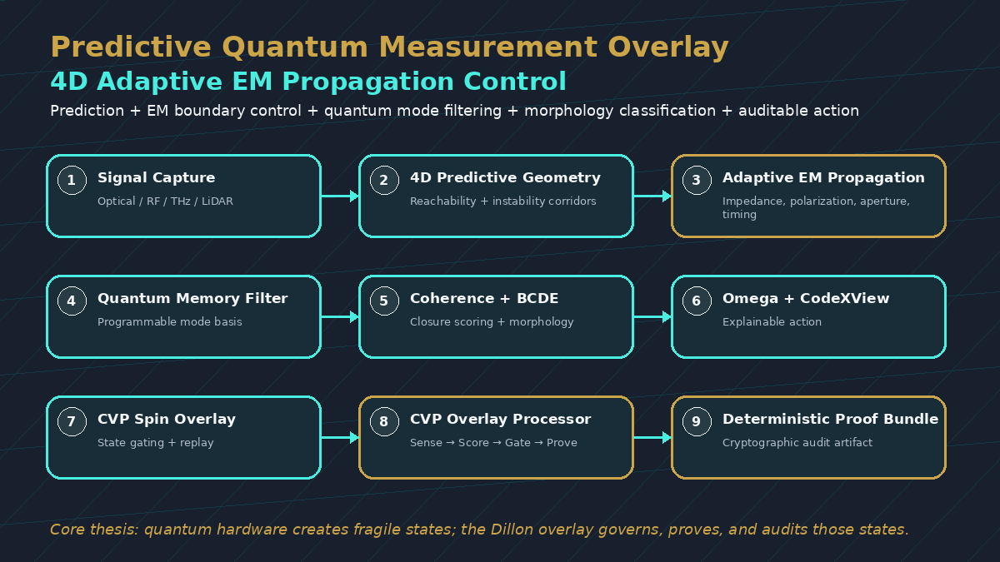 Predictive Quantum Measurement Overlay
4D Adaptive EM Propagation Control
Prediction + EM boundary control + quantum mode filtering + morphology classification + auditable action
1
Signal Capture
Optical / RF / THz / LiDAR
2
4D Predictive Geometry
Reachability + instability corridors
3
Adaptive EM Propagation
Impedance, polarization, aperture,
timing
4
Quantum Memory Filter
Programmable mode basis
5
Coherence + BCDE
Closure scoring + morphology
6
Omega + CodeXView
Explainable action
7
CVP Spin Overlay
State gating + replay
8
CVP Overlay Processor
Sense → Score → Gate → Prove
9
Deterministic Proof Bundle
Cryptographic audit artifact
Core thesis: quantum hardware creates fragile states; the Dillon overlay governs, proves, and audits those states.